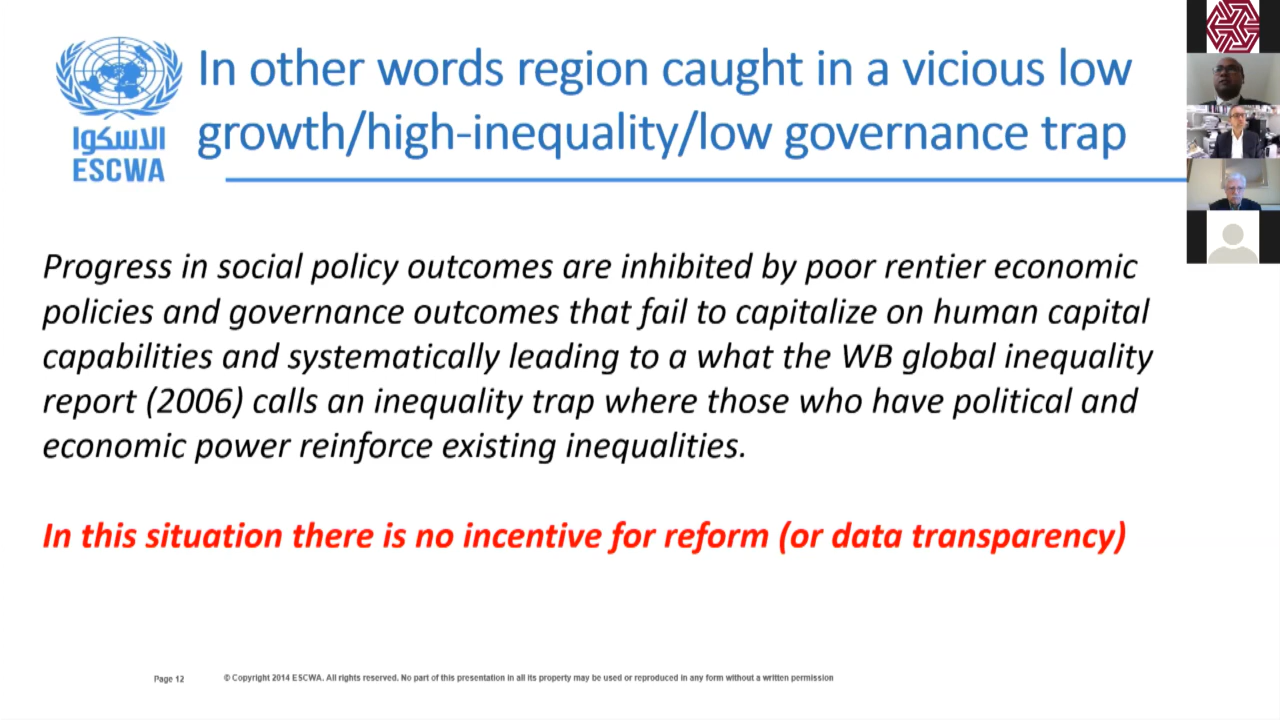 In other words region caught in a vicious low
growth/high-inequality/low governance trap
الاسكوا
ESCWA
Progress in social policy outcomes are inhibited by poor rentier economic
policies and governance outcomes that fail to capitalize on human capital
capabilities and systematically leading to a what the WB global inequality
report (2006) calls an inequality trap where those who have political and
economic power reinforce existing inequalities.
In this situation there is no incentive for reform (or data transparency)
Page 12
© Copyright 2014 ESCWA. All rights reserved. No part of this presentation in all its property may be used or reproduced in any form without a written permission